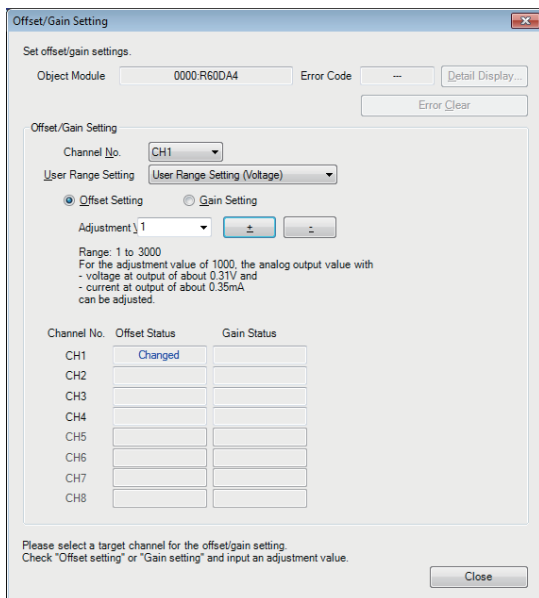 Offset/Gain Setting
Set offset/gain settings.
Object Module 0000:R60DA4 Error Code --- Detail Display...
Error Clear
Offset/Gain Setting
Channel No. CH1
User Range Setting User Range Setting (Voltage)
Offset Setting Gain Setting
Adjustment 1 + -
Range: 1 to 3000
For the adjustment value of 1000, the analog output value with
- voltage at output of about 0.31V and
- current at output of about 0.35mA
can be adjusted.
Channel No. Offset Status Gain Status
CH1 Changed
CH2
CH3
CH4
CH5
CH6
CH7
CH8
Please select a target channel for the offset/gain setting.
Check "Offset setting" or "Gain setting" and input an adjustment value.
Close